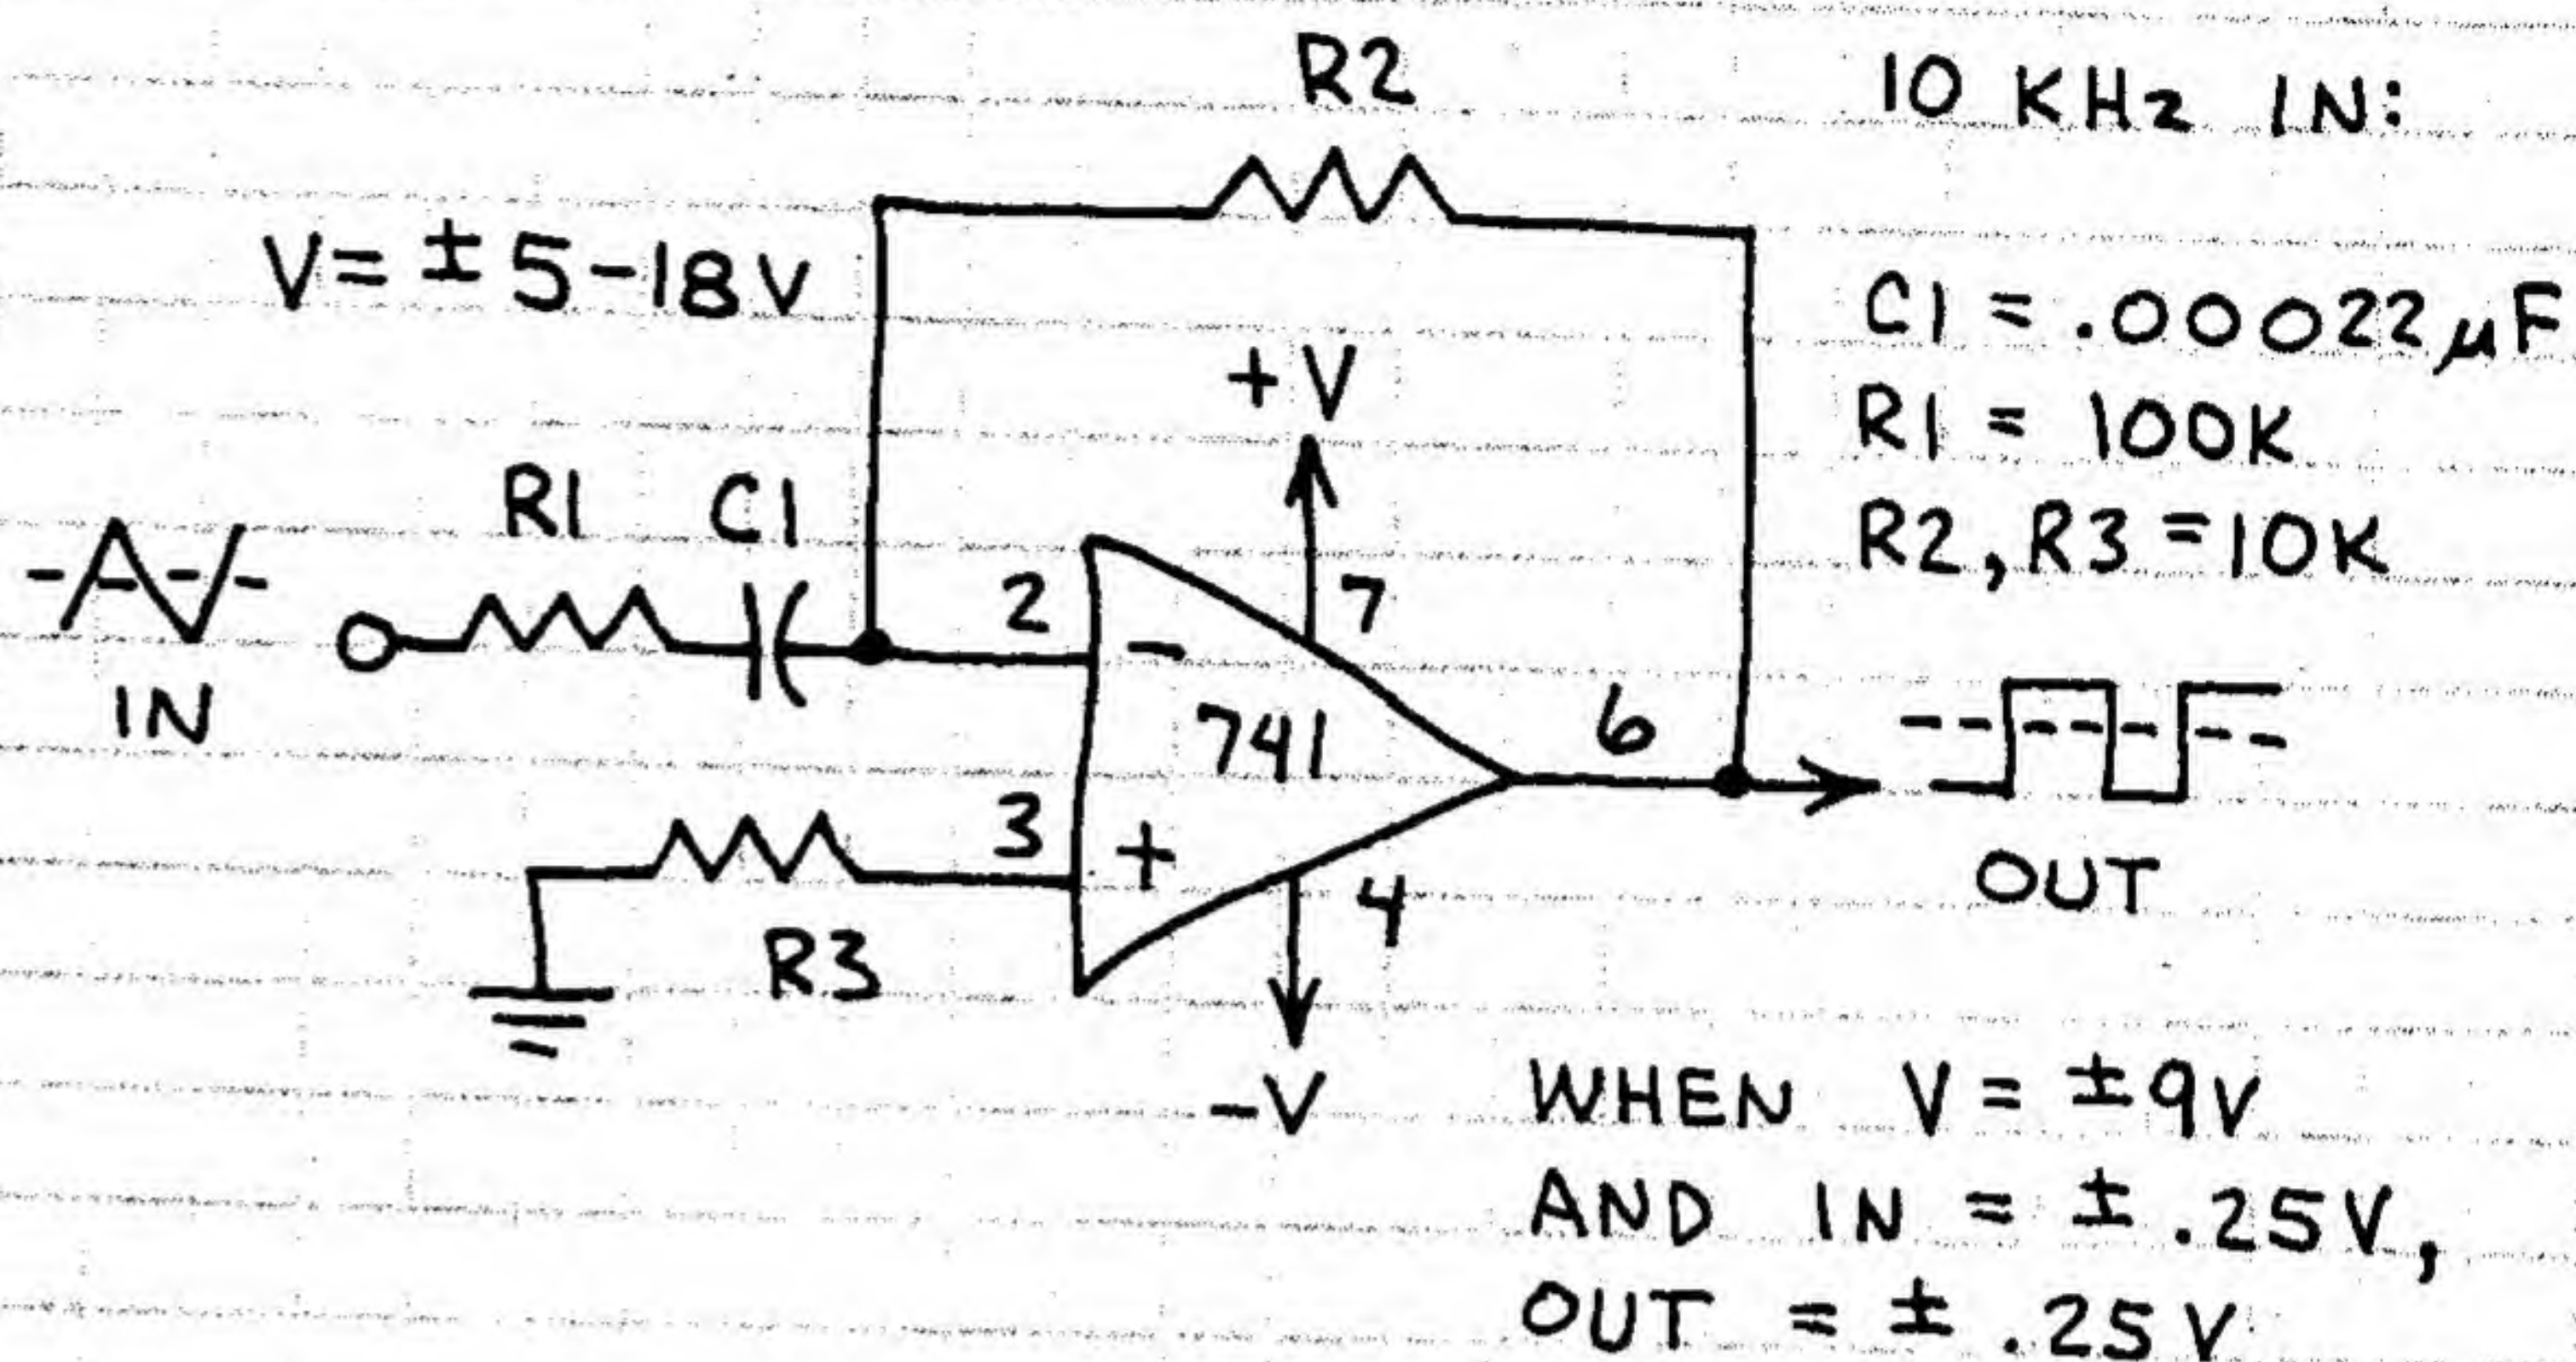 R2
10 KHz IN:
V= ±5-18V
+V
C1 = .00022µF
R1 = 100K
R2, R3 = 10K
R1 C1
2
7
-
IN
741
6
3
+
4
OUT
R3
-V
WHEN V = ±9V
AND IN = ±.25V,
OUT = ±.25V